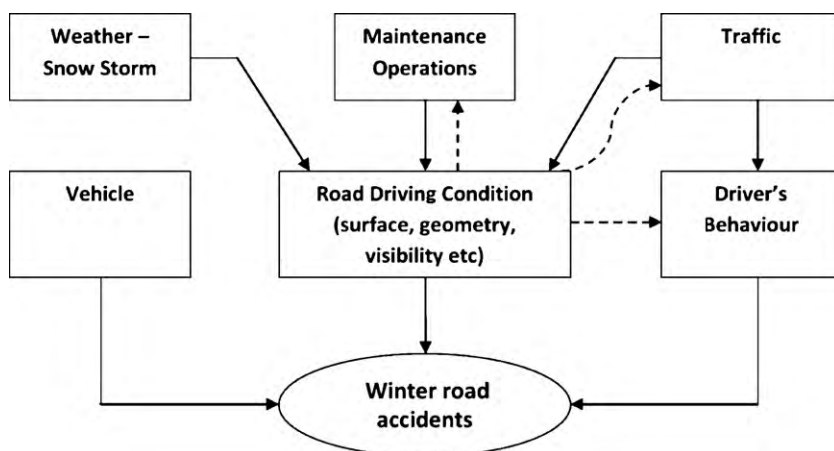 Weather –
Snow Storm
Maintenance
Operations
Traffic
Vehicle
Road Driving Condition
(surface, geometry,
visibility etc)
Driver’s
Behaviour
Winter road
accidents